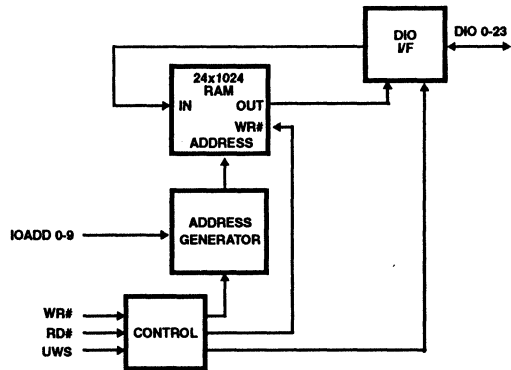 DIO
I/F
DIO 0-23
24x1024
RAM
IN
OUT
WR#
ADDRESS
ADDRESS
GENERATOR
IOADD 0-9
WR#
RD#
UWS
CONTROL